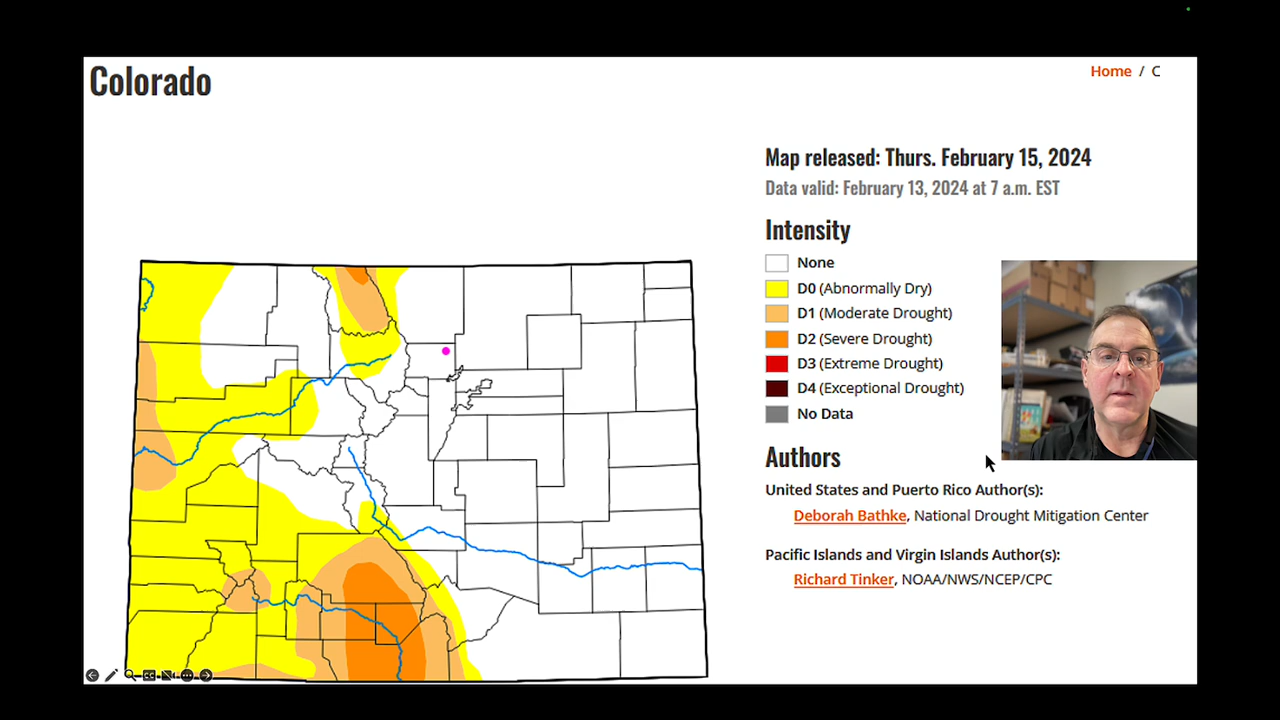 Colorado
Home / C
Map released: Thurs. February 15, 2024
Data valid: February 13, 2024 at 7 a.m. EST
Intensity
None
D0 (Abnormally Dry)
D1 (Moderate Drought)
D2 (Severe Drought)
D3 (Extreme Drought)
D4 (Exceptional Drought)
No Data
Authors
United States and Puerto Rico Author(s):
Deborah Bathke, National Drought Mitigation Center
Pacific Islands and Virgin Islands Author(s):
Richard Tinker, NOAA/NWS/NCEP/CPC